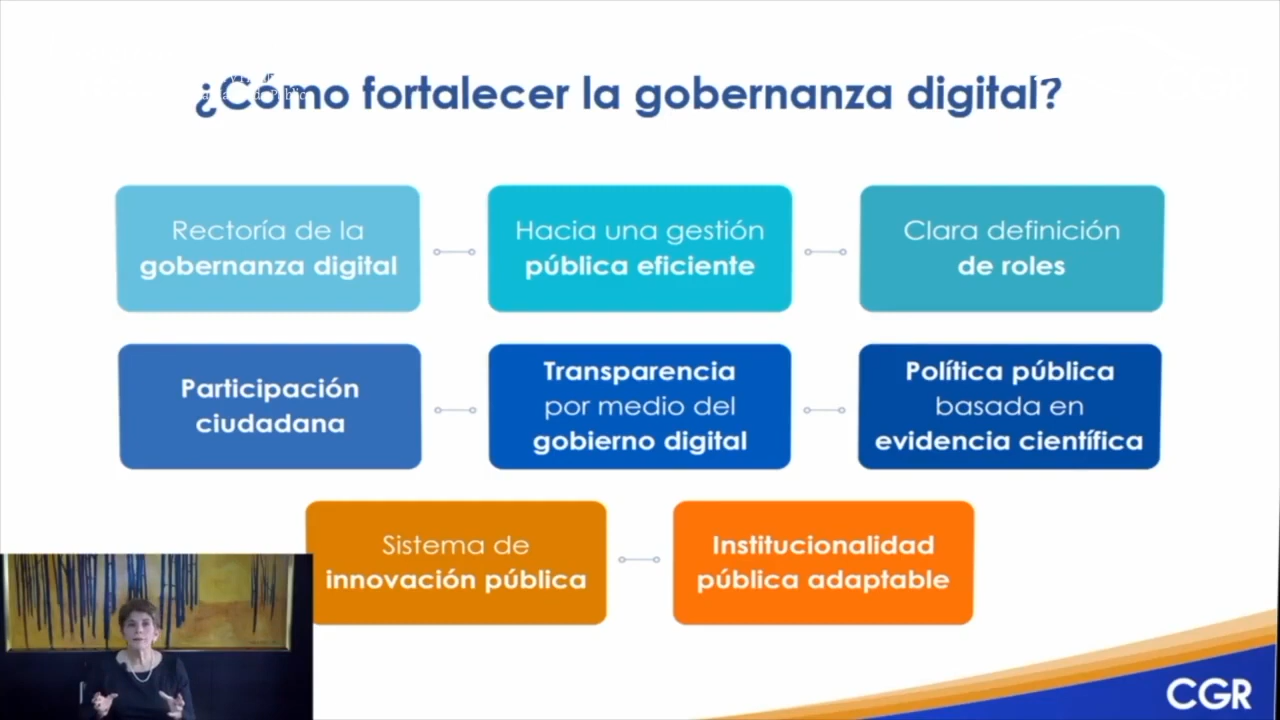 ¿Cómo fortalecer la gobernanza digital?
Rectoría de la
gobernanza digital
Hacia una gestión
pública eficiente
Clara definición
de roles
Participación
ciudadana
Transparencia
por medio del
gobierno digital
Política pública
basada en
evidencia científica
Sistema de
innovación pública
Institucionalidad
pública adaptable
CGR